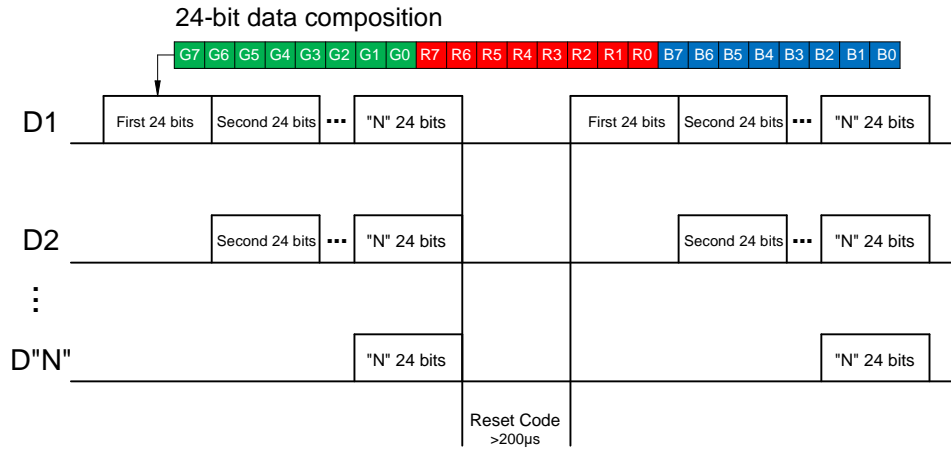 24-bit data composition
G7 G6 G5 G4 G3 G2 G1 G0 R7 R6 R5 R4 R3 R2 R1 R0 B7 B6 B5 B4 B3 B2 B1 B0
D1 First 24 bits Second 24 bits ... "N" 24 bits First 24 bits Second 24 bits ... "N" 24 bits
D2 Second 24 bits ... "N" 24 bits Second 24 bits ... "N" 24 bits
⋮
D"N" "N" 24 bits "N" 24 bits
Reset Code
>200µs